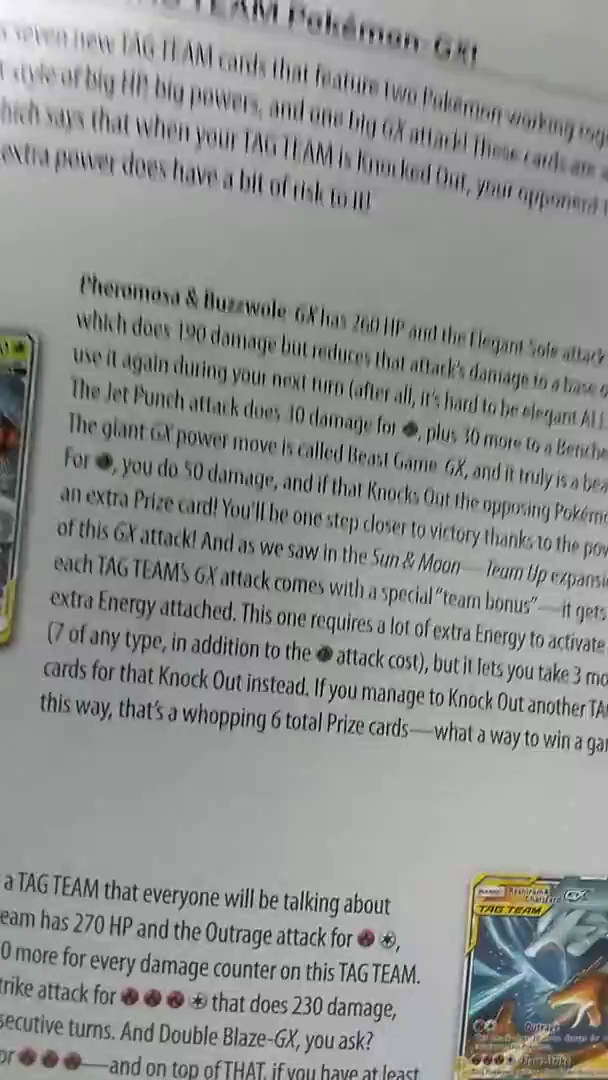 TEAM Pokémon-GX!
seven new TAG TEAM cards that feature two Pokémon working
style of big HP, big powers, and one big GX attack! These cards are
which says that when your TAG TEAM is Knocked Out, your opponent
extra power does have a bit of risk to it!
Pheromosa & Buzzwole-GX has 260 HP and the Elegant Sole attack
which does 190 damage but reduces that attack's damage to a base
use it again during your next turn (after all, it's hard to be elegant ALL
The Jet Punch attack does 30 damage for , plus 30 more to a
The giant GX power move is called Beast Game-GX, and it truly is a
For , you do 50 damage, and if that Knocks Out the opposing
an extra Prize card! You'll be one step closer to victory thanks to the
of this GX attack! And as we saw in the Sun & Moon—Team Up
each TAG TEAM's GX attack comes with a special "team bonus"—it gets
extra Energy attached. This one requires a lot of extra Energy to activate
(7 of any type, in addition to the attack cost), but it lets you take 3
cards for that Knock Out instead. If you manage to Knock Out another
this way, that's a whopping 6 total Prize cards—what a way to win a
a TAG TEAM that everyone will be talking about
eam has 270 HP and the Outrage attack for ,
0 more for every damage counter on this TAG TEAM.
trike attack for that does 230 damage,
secutive turns. And Double Blaze-GX, you ask?
or —and on top of THAT, if you have at least
Reshiram &
Charizard GX
TAG TEAM
Outrage
Flare Strike